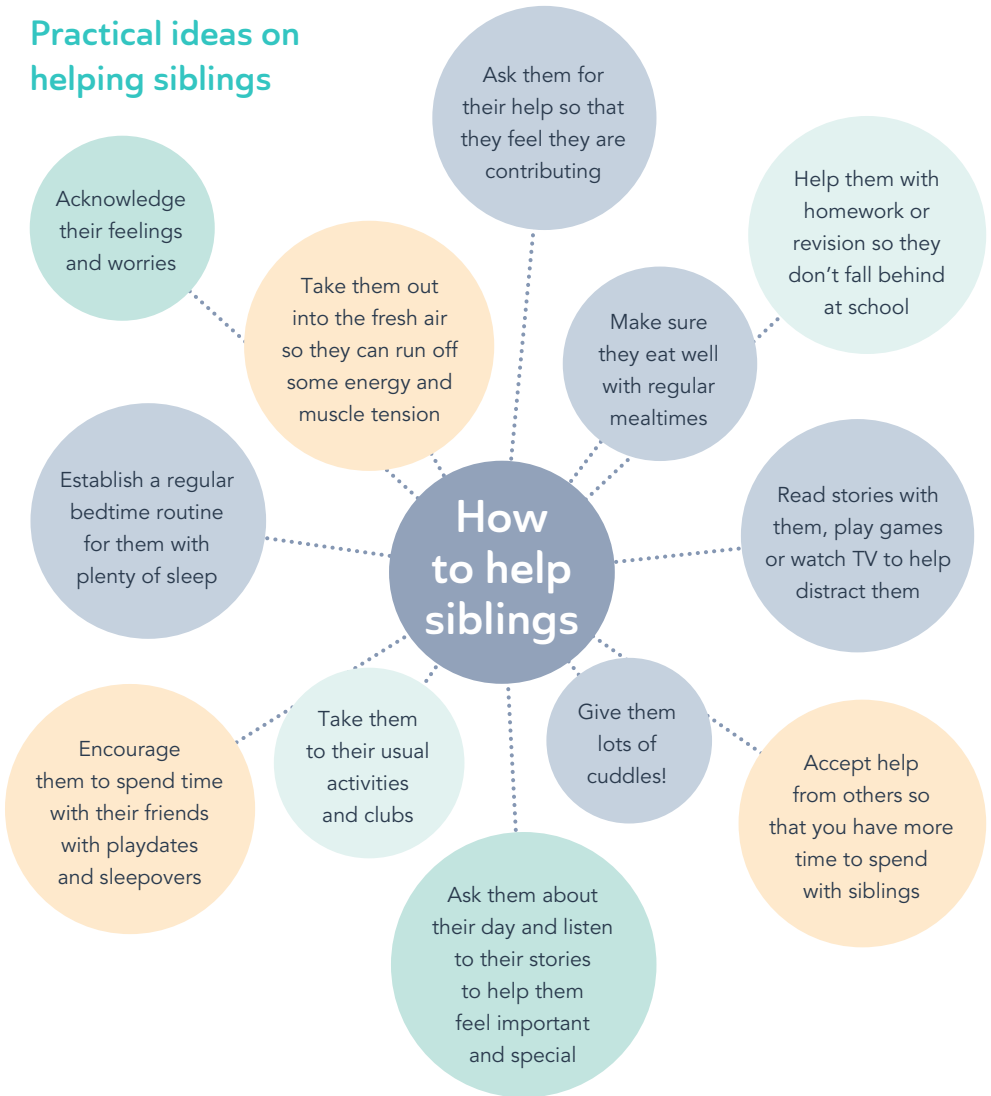 Practical ideas on
helping siblings
Ask them for
their help so that
they feel they are
contributing
Acknowledge
their feelings
and worries
Help them with
homework or
revision so they
don’t fall behind
at school
Take them out
into the fresh air
so they can run off
some energy and
muscle tension
Make sure
they eat well
with regular
mealtimes
Establish a regular
bedtime routine
for them with
plenty of sleep
How
to help
siblings
Read stories with
them, play games
or watch TV to help
distract them
Encourage
them to spend time
with their friends
with playdates
and sleepovers
Take them
to their usual
activities
and clubs
Give them
lots of
cuddles!
Accept help
from others so
that you have more
time to spend
with siblings
Ask them about
their day and listen
to their stories
to help them
feel important
and special